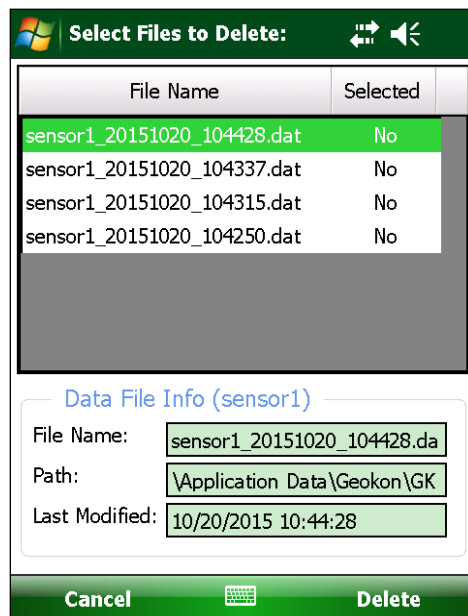 Select Files to Delete:
File Name Selected
sensor1_20151020_104428.dat No
sensor1_20151020_104337.dat No
sensor1_20151020_104315.dat No
sensor1_20151020_104250.dat No
Data File Info (sensor1)
File Name: sensor1_20151020_104428.da
Path: \Application Data\Geokon\GK
Last Modified: 10/20/2015 10:44:28
Cancel Delete